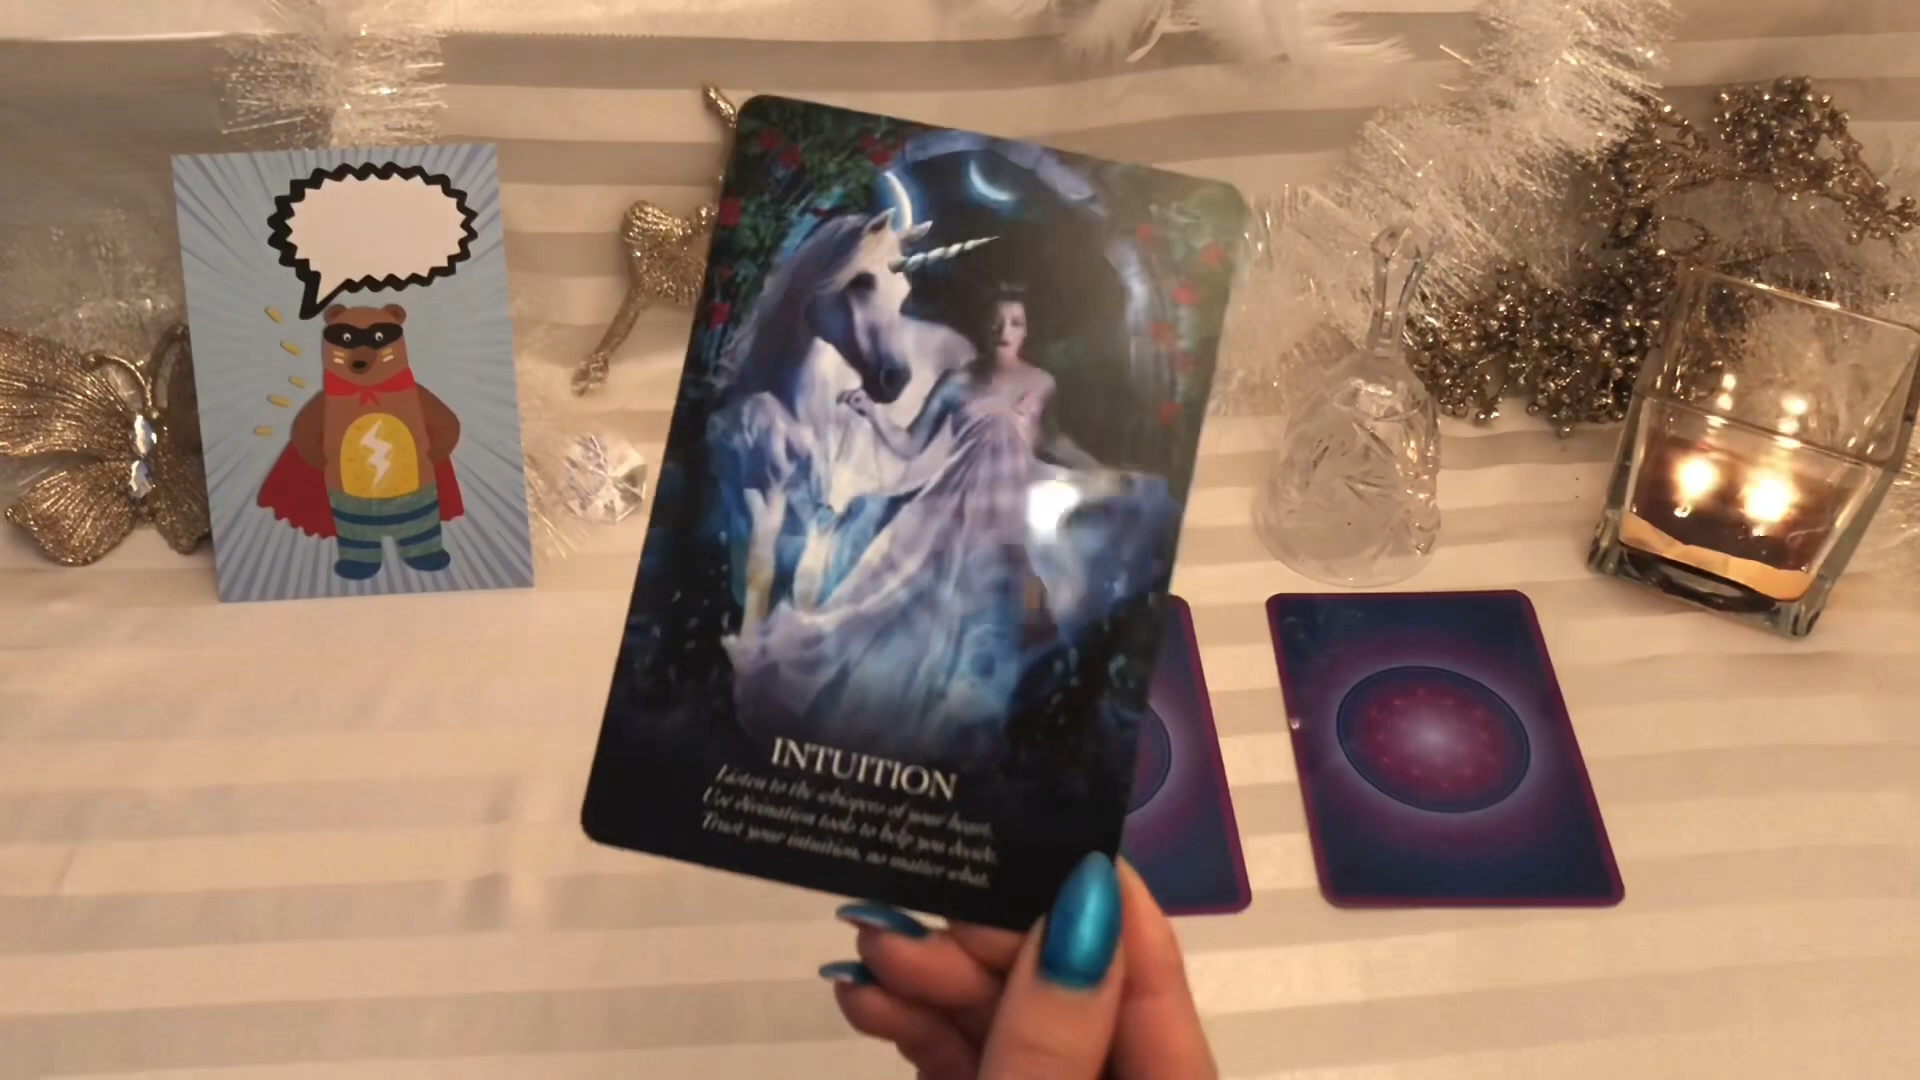 INTUITION
Listen to the whispers of your heart.
Use divination tools to help you decide.
Trust your intuition, no matter what.